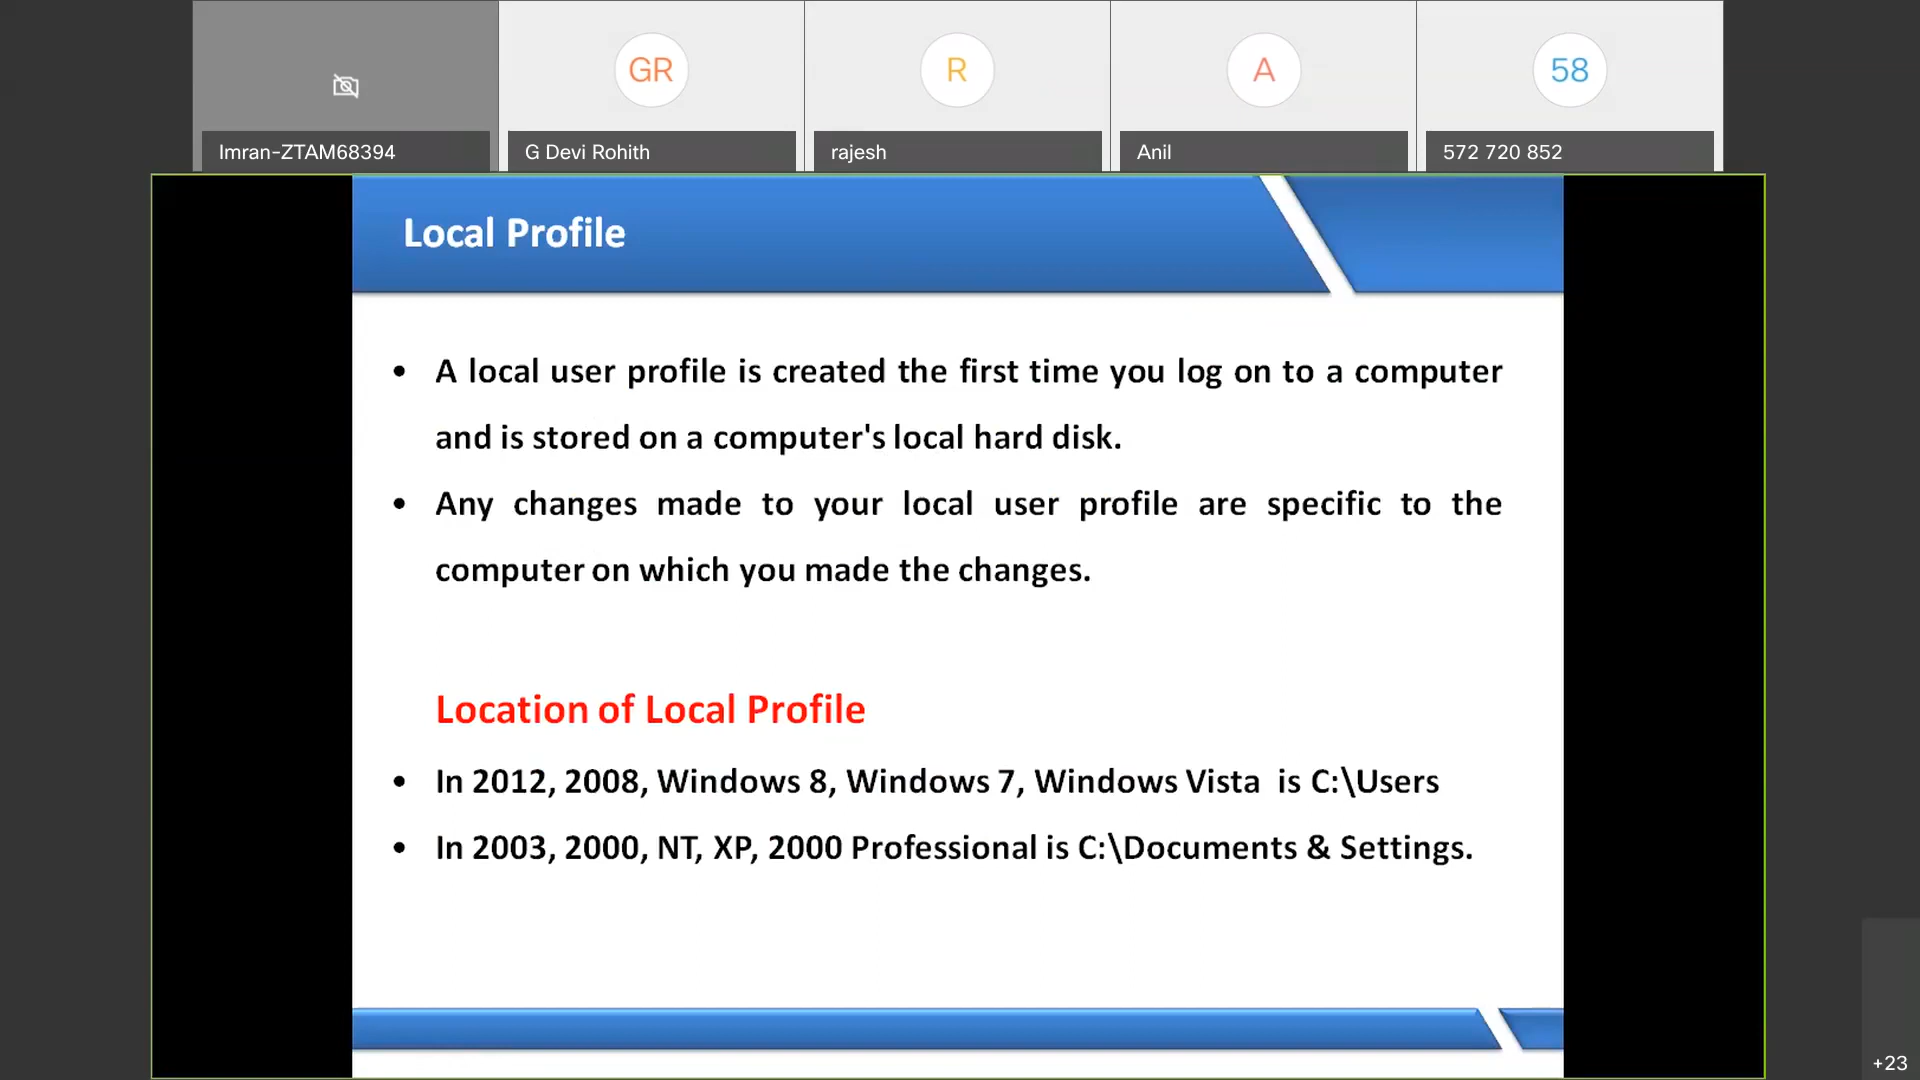 GR
R
A
58
Imran-ZTAM68394
G Devi Rohith
rajesh
Anil
572 720 852
Local Profile
• A local user profile is created the first time you log on to a computer
and is stored on a computer's local hard disk.
• Any changes made to your local user profile are specific to the
computer on which you made the changes.
Location of Local Profile
• In 2012, 2008, Windows 8, Windows 7, Windows Vista is C:\Users
• In 2003, 2000, NT, XP, 2000 Professional is C:\Documents & Settings.
+23